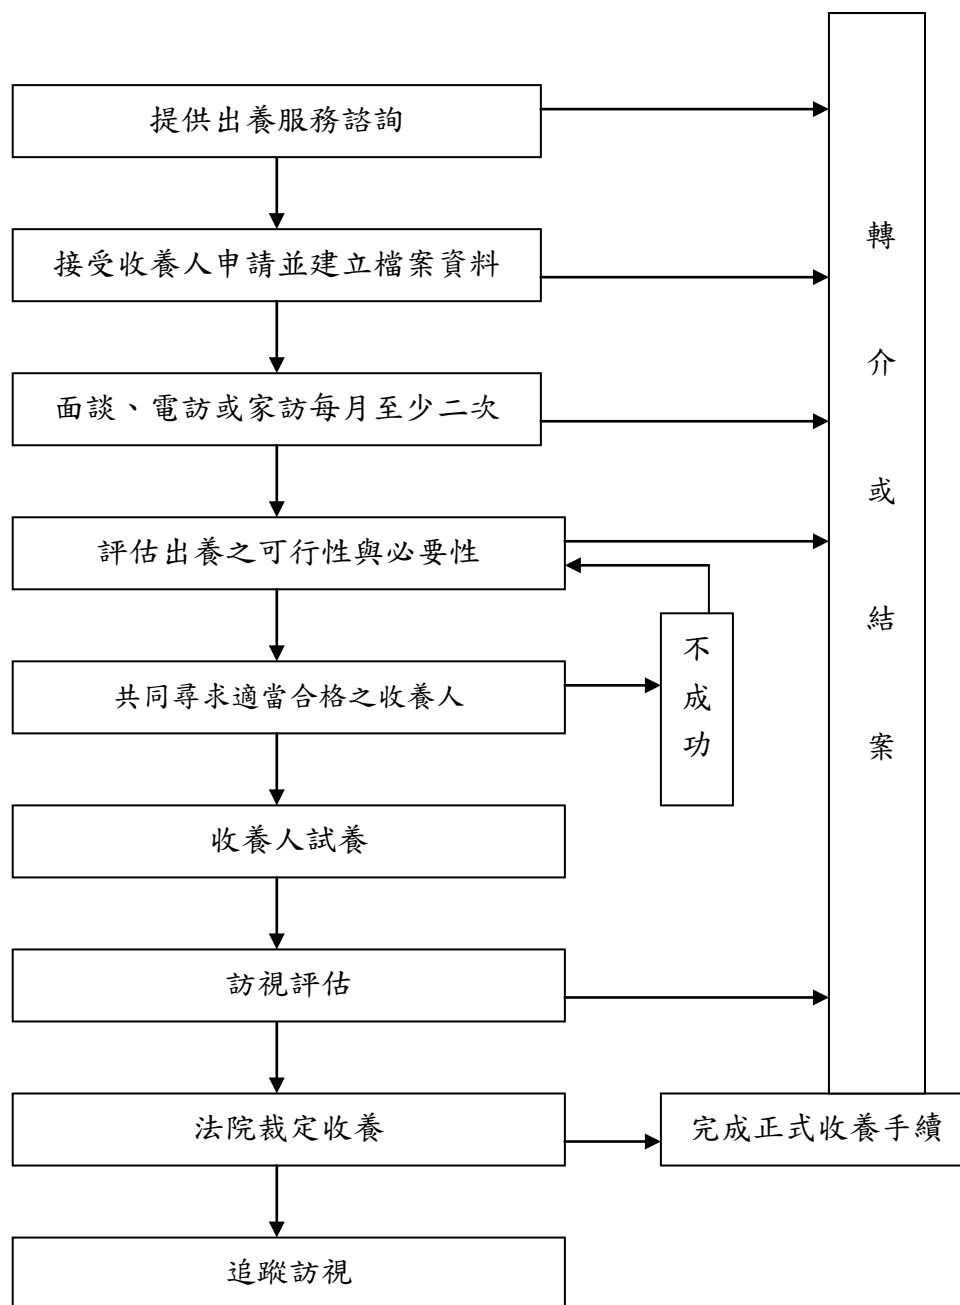 提供出養服務諮詢
接受收養人申請並建立檔案資料
面談、電訪或家訪每月至少二次
評估出養之可行性與必要性
共同尋求適當合格之收養人
不成功
收養人試養
訪視評估
法院裁定收養
完成正式收養手續
追蹤訪視
轉介或結案